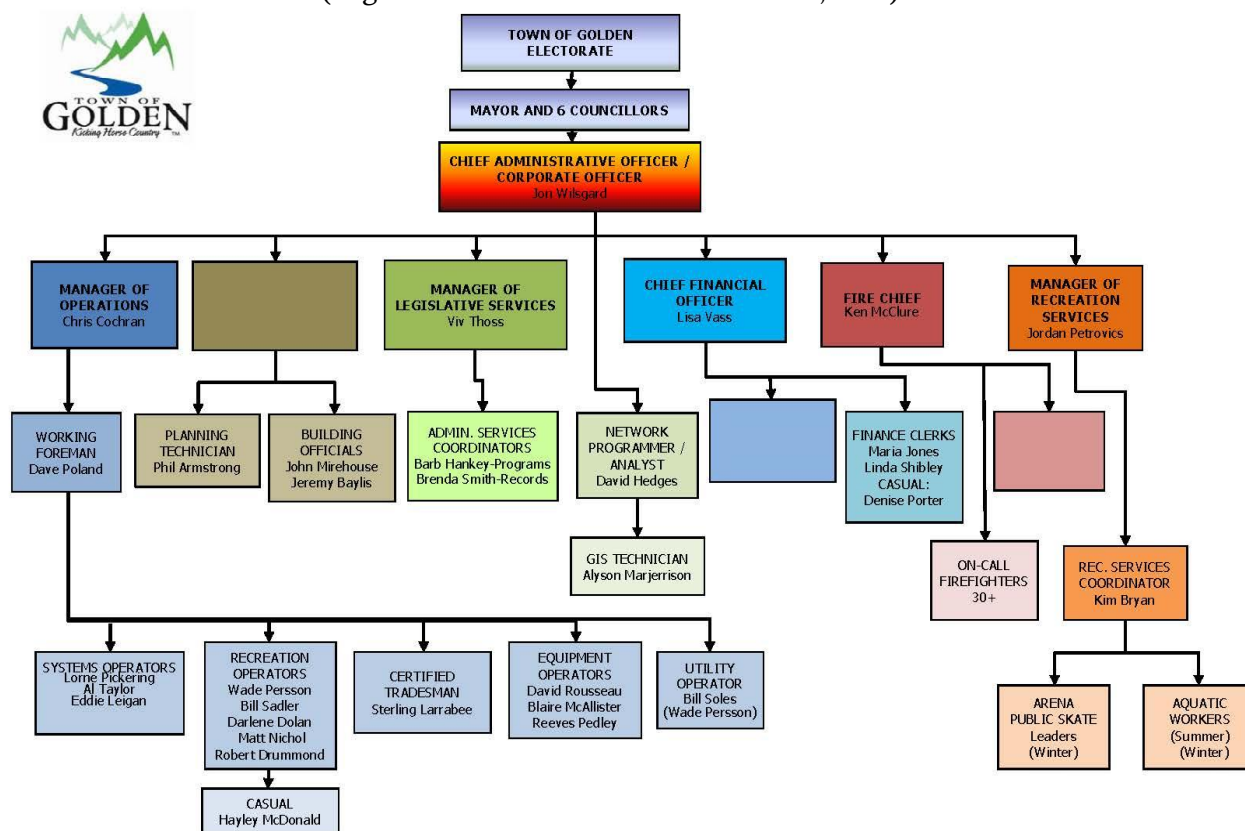 TOWN OF
GOLDEN
Kicking Horse Country TM
TOWN OF GOLDEN
ELECTORATE
MAYOR AND 6 COUNCILLORS
CHIEF ADMINISTRATIVE OFFICER /
CORPORATE OFFICER
Jon Wilsgard
MANAGER OF
OPERATIONS
Chris Cochran
MANAGER OF
LEGISLATIVE SERVICES
Viv Thoss
CHIEF FINANCIAL
OFFICER
Lisa Vass
FIRE CHIEF
Ken McClure
MANAGER OF
RECREATION
SERVICES
Jordan Petrovics
WORKING
FOREMAN
Dave Poland
PLANNING
TECHNICIAN
Phil Armstrong
BUILDING
OFFICIALS
John Mirehouse
Jeremy Baylis
ADMIN. SERVICES
COORDINATORS
Barb Hankey-Programs
Brenda Smith-Records
NETWORK
PROGRAMMER /
ANALYST
David Hedges
FINANCE CLERKS
Maria Jones
Linda Shibley
CASUAL:
Denise Porter
GIS TECHNICIAN
Alyson Marjerrison
ON-CALL
FIREFIGHTERS
30+
REC. SERVICES
COORDINATOR
Kim Bryan
SYSTEMS OPERATORS
Lorne Pickering
Al Taylor
Eddie Leigan
RECREATION
OPERATORS
Wade Persson
Bill Sadler
Darlene Dolan
Matt Nichol
Robert Drummond
CERTIFIED
TRADESMAN
Sterling Larrabee
EQUIPMENT
OPERATORS
David Rousseau
Blaire McAllister
Reeves Pedley
UTILITY
OPERATOR
Bill Soles
(Wade Persson)
ARENA
PUBLIC SKATE
Leaders
(Winter)
AQUATIC
WORKERS
(Summer)
(Winter)
CASUAL
Hayley McDonald